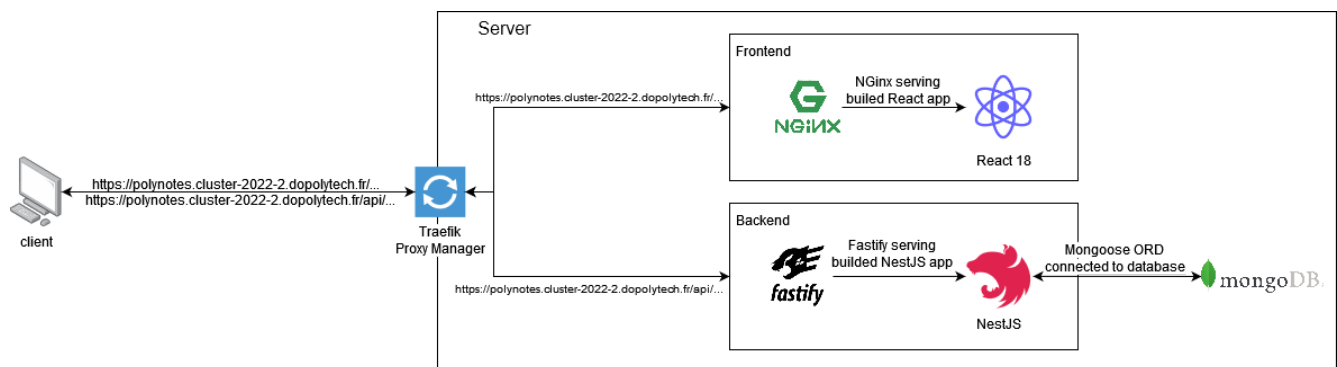 Server
Frontend
https://polynotes.cluster-2022-2.dopolytech.fr/...
NGinx serving
builed React app
NGiNX
React 18
https://polynotes.cluster-2022-2.dopolytech.fr/...
https://polynotes.cluster-2022-2.dopolytech.fr/api/...
client
Traefik
Proxy Manager
Backend
Fastify serving
builded NestJS app
fastify
https://polynotes.cluster-2022-2.dopolytech.fr/api/...
NestJS
Mongoose ORD
connected to database
mongoDB